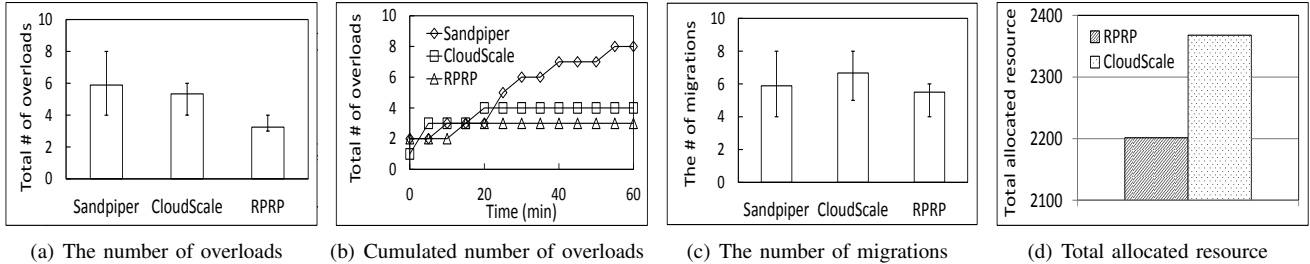 Total # of overloads
10
8
6
4
2
0
Sandpiper CloudScale RPRP
(a) The number of overloads
Total # of overloads
10
8
6
4
2
0
Sandpiper
CloudScale
RPRP
0 20 40 60
Time (min)
(b) Cumulated number of overloads
The # of migrations
10
8
6
4
2
0
Sandpiper CloudScale RPRP
(c) The number of migrations
Total allocated resource
2400
2300
2200
2100
RPRP
CloudScale
(d) Total allocated resource